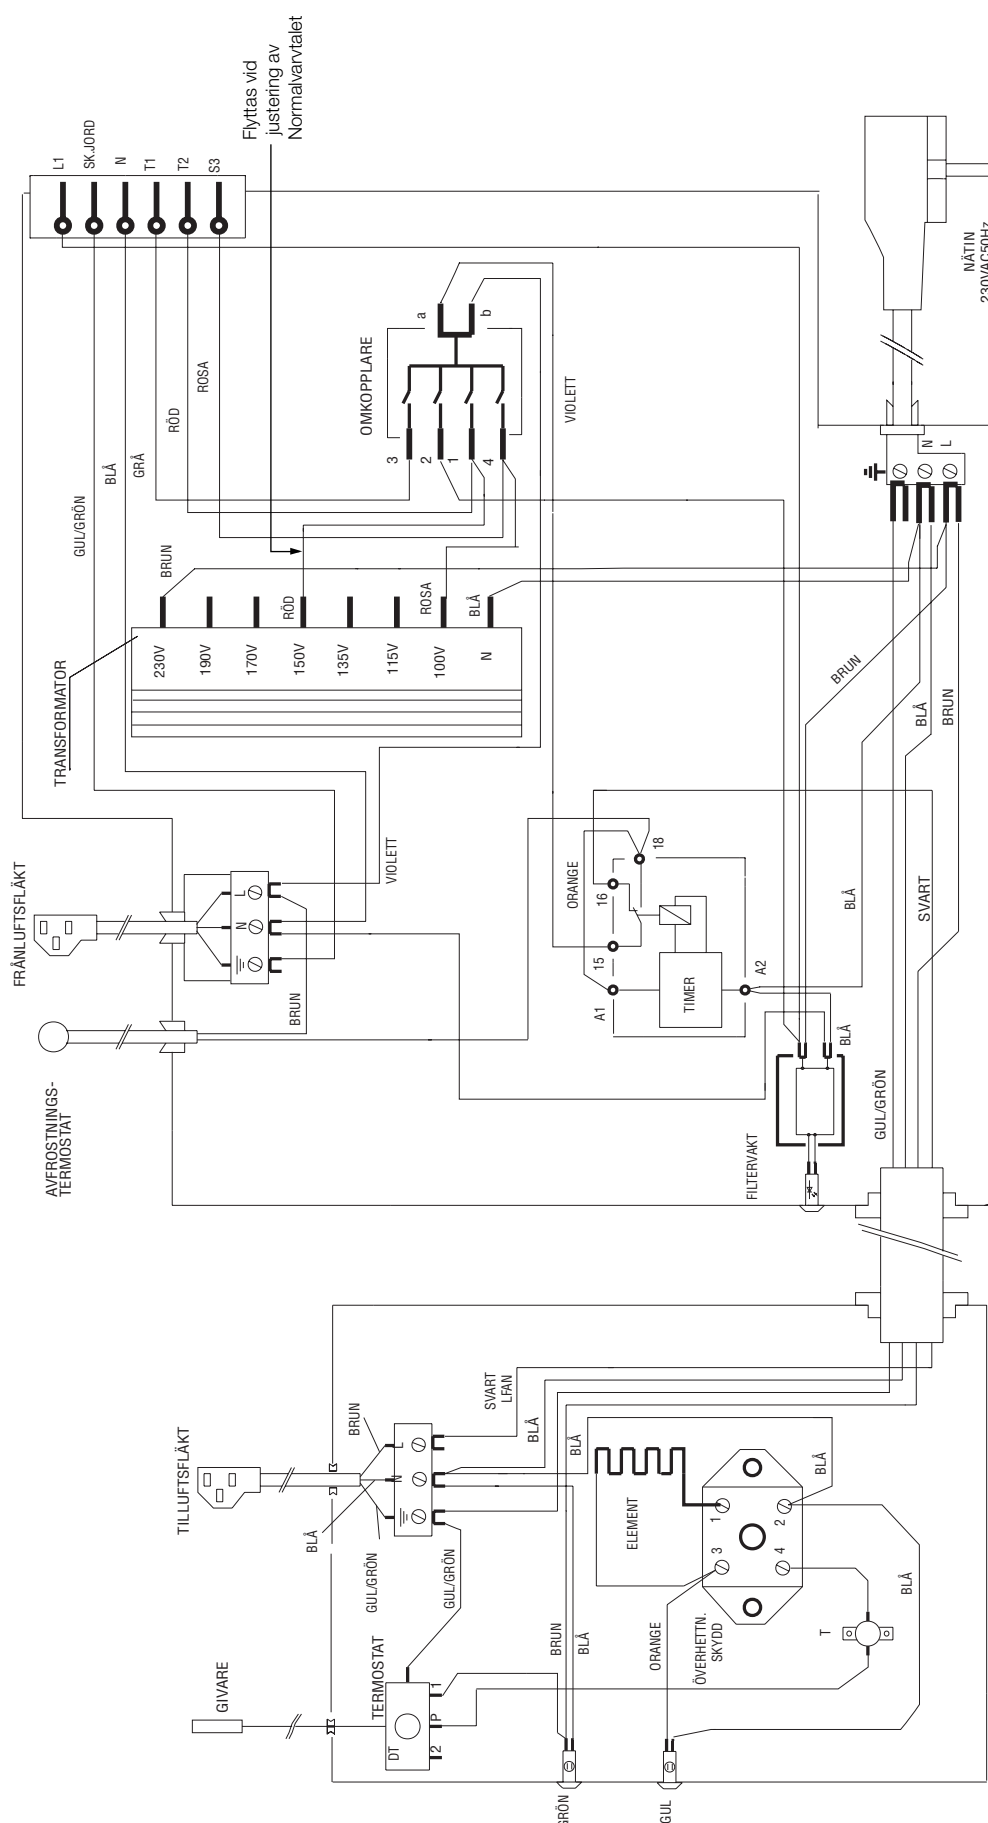 Flyttas vid
justering av
Normalvarvtalet
L1
SK.JORD
N
T1
T2
S3
GUL/GRÖN
BLÅ
GRÅ
RÖD
ROSA
OMKOPPLARE
a
b
3
2
1
4
VIOLETT
NÄTIN
230VAC50Hz
N
L
TRANSFORMATOR
BRUN
RÖD
ROSA
BLÅ
230V
190V
170V
150V
135V
115V
100V
N
BRUN
BLÅ
BRUN
FRÅNLUFTSFLÄKT
L
N
VIOLETT
BRUN
AVFROSTNINGS-
TERMOSTAT
ORANGE
18
16
15
A1
A2
TIMER
BLÅ
SVART
BLÅ
FILTERVAKT
GUL/GRÖN
TILLUFTSFLÄKT
BRUN
L
N
BLÅ
GUL/GRÖN
GUL/GRÖN
SVART
LFAN
BLÅ
BLÅ
ELEMENT
1
2
3
4
BLÅ
ÖVERHETTN.
SKYDD
ORANGE
T
BLÅ
GIVARE
TERMOSTAT
DT
1
P
2
BRUN
BLÅ
GRÖN
GUL